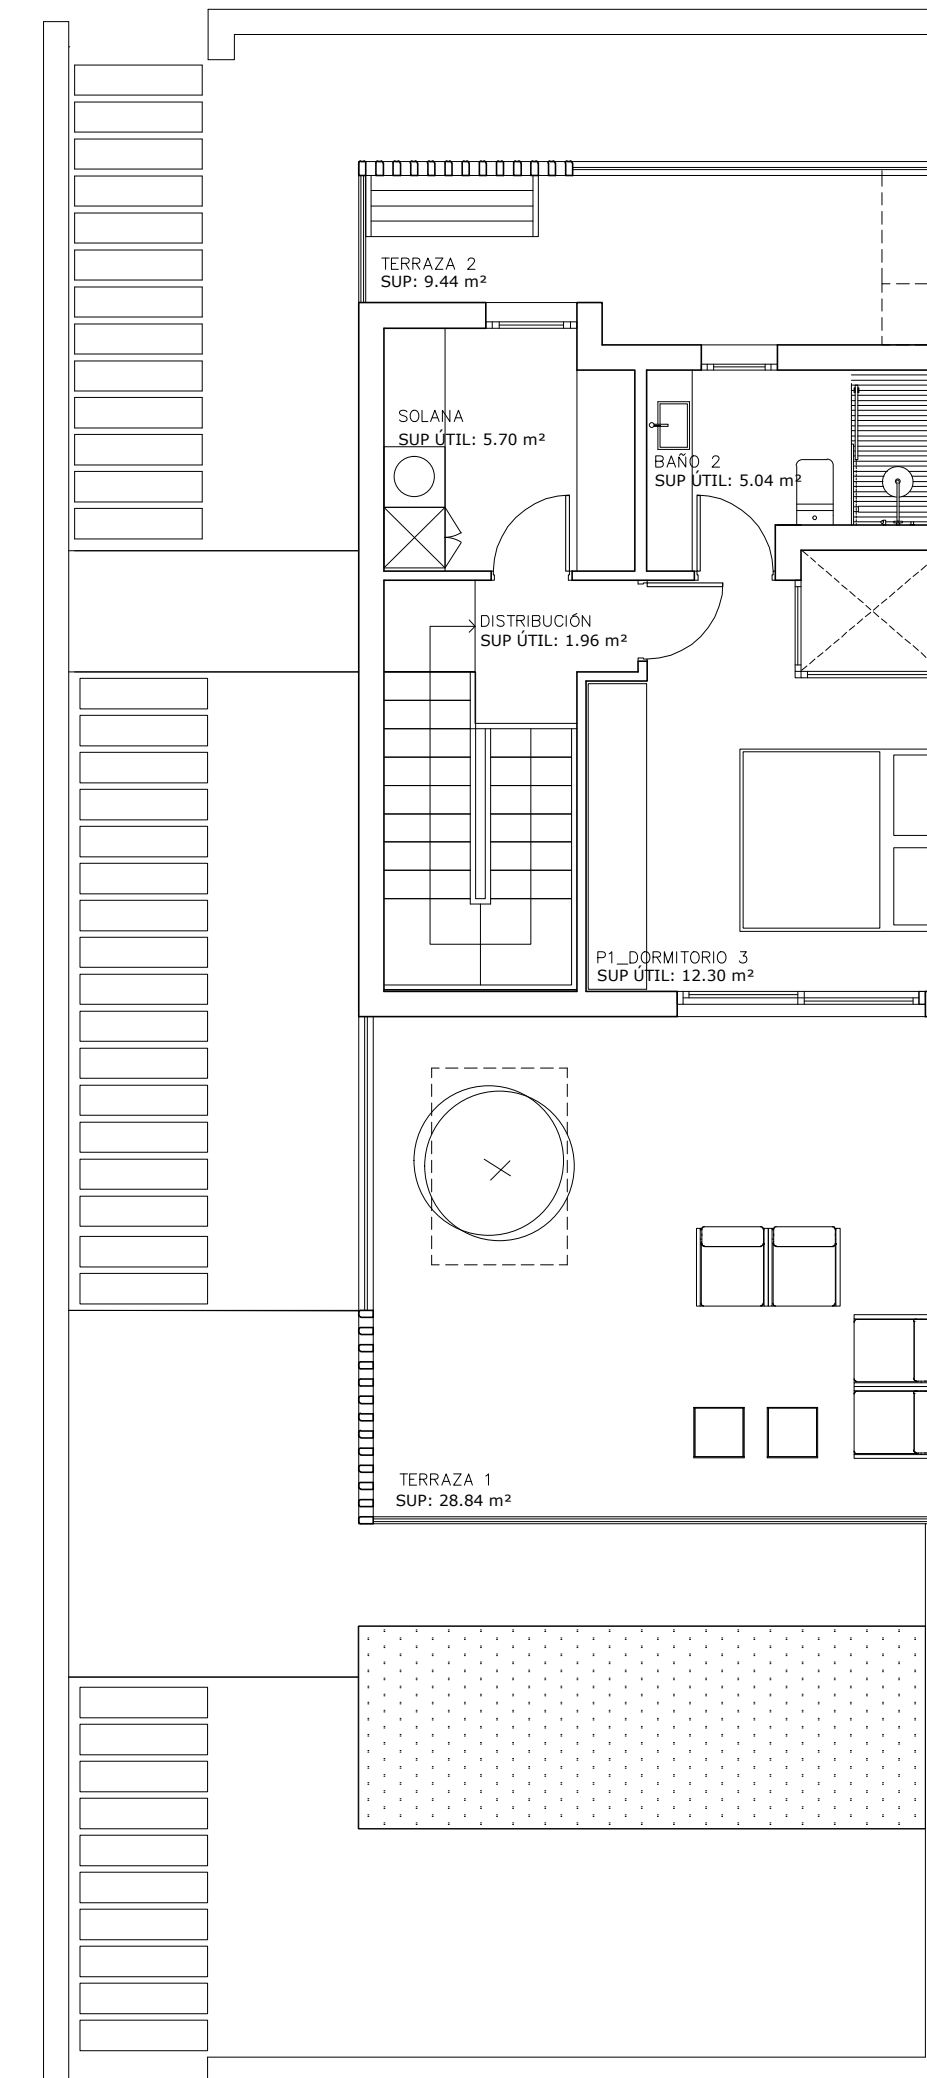 TERRAZA 2
SUP: 9.44 m²
SOLANA
SUP ÚTIL: 5.70 m²
BAÑO 2
SUP ÚTIL: 5.04 m²
DISTRIBUCIÓN
SUP ÚTIL: 1.96 m²
P1_DORMITORIO 3
SUP ÚTIL: 12.30 m²
TERRAZA 1
SUP: 28.84 m²